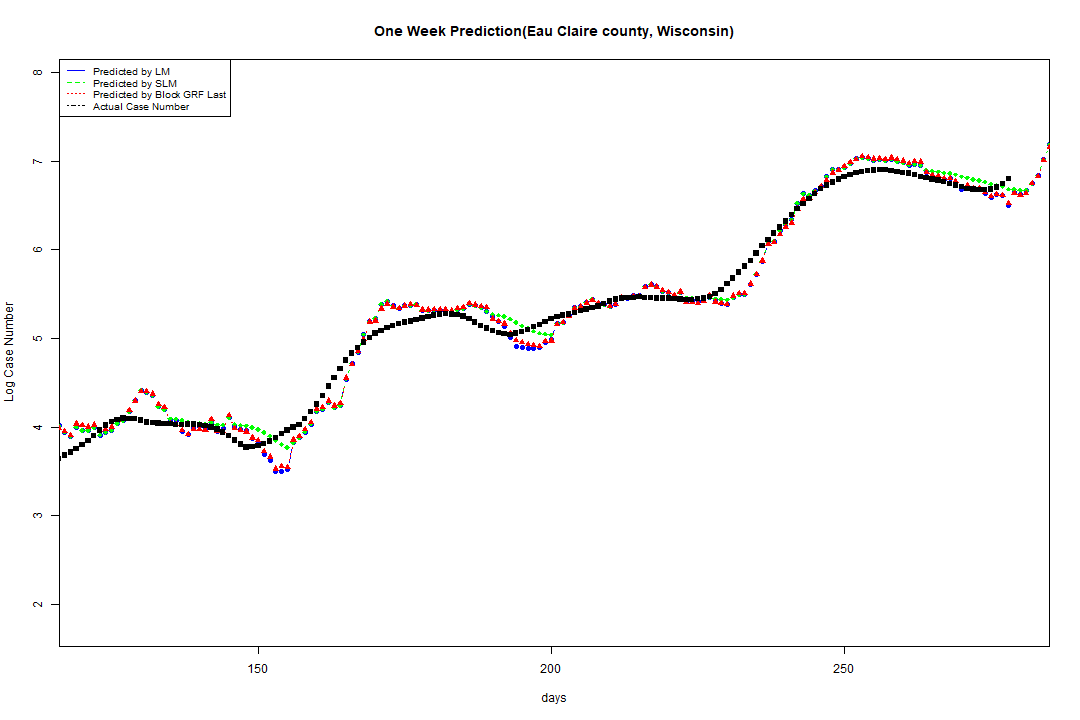 One Week Prediction(Eau Claire county, Wisconsin)
Predicted by LM
Predicted by SLM
Predicted by Block GRF Last
Actual Case Number
8
7
6
5
4
3
2
Log Case Number
150 200 250
days